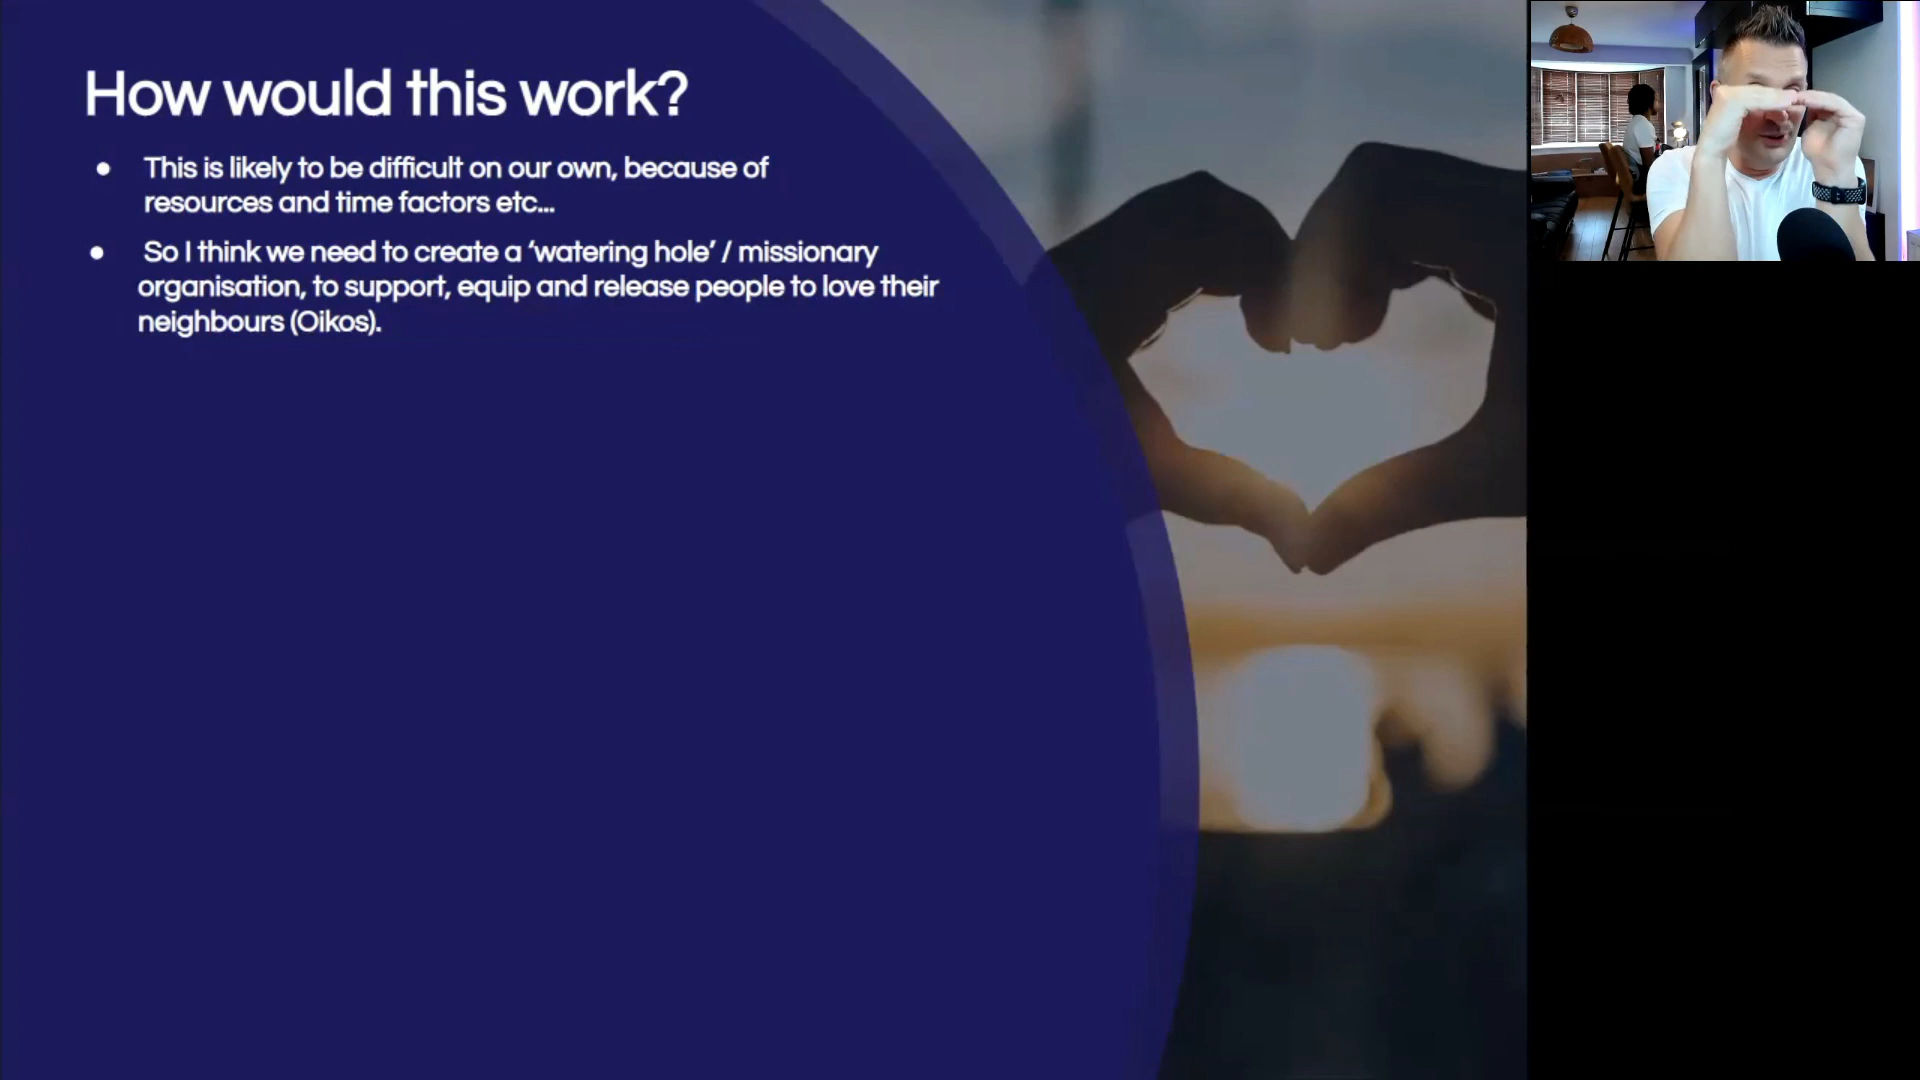 How would this work?
● This is likely to be difficult on our own, because of
resources and time factors etc...
● So I think we need to create a ‘watering hole’ / missionary
organisation, to support, equip and release people to love their
neighbours (Oikos).